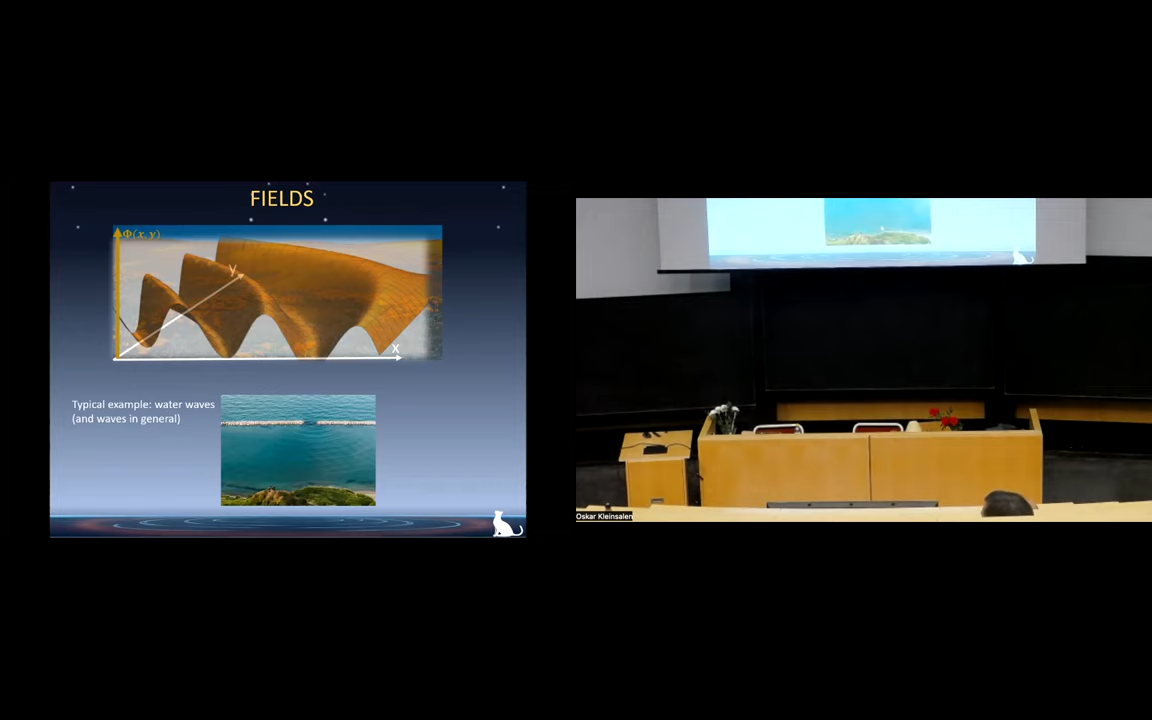 FIELDS
Φ(x, y)
y
x
Typical example: water waves
(and waves in general)
Oskar Kleinsalen